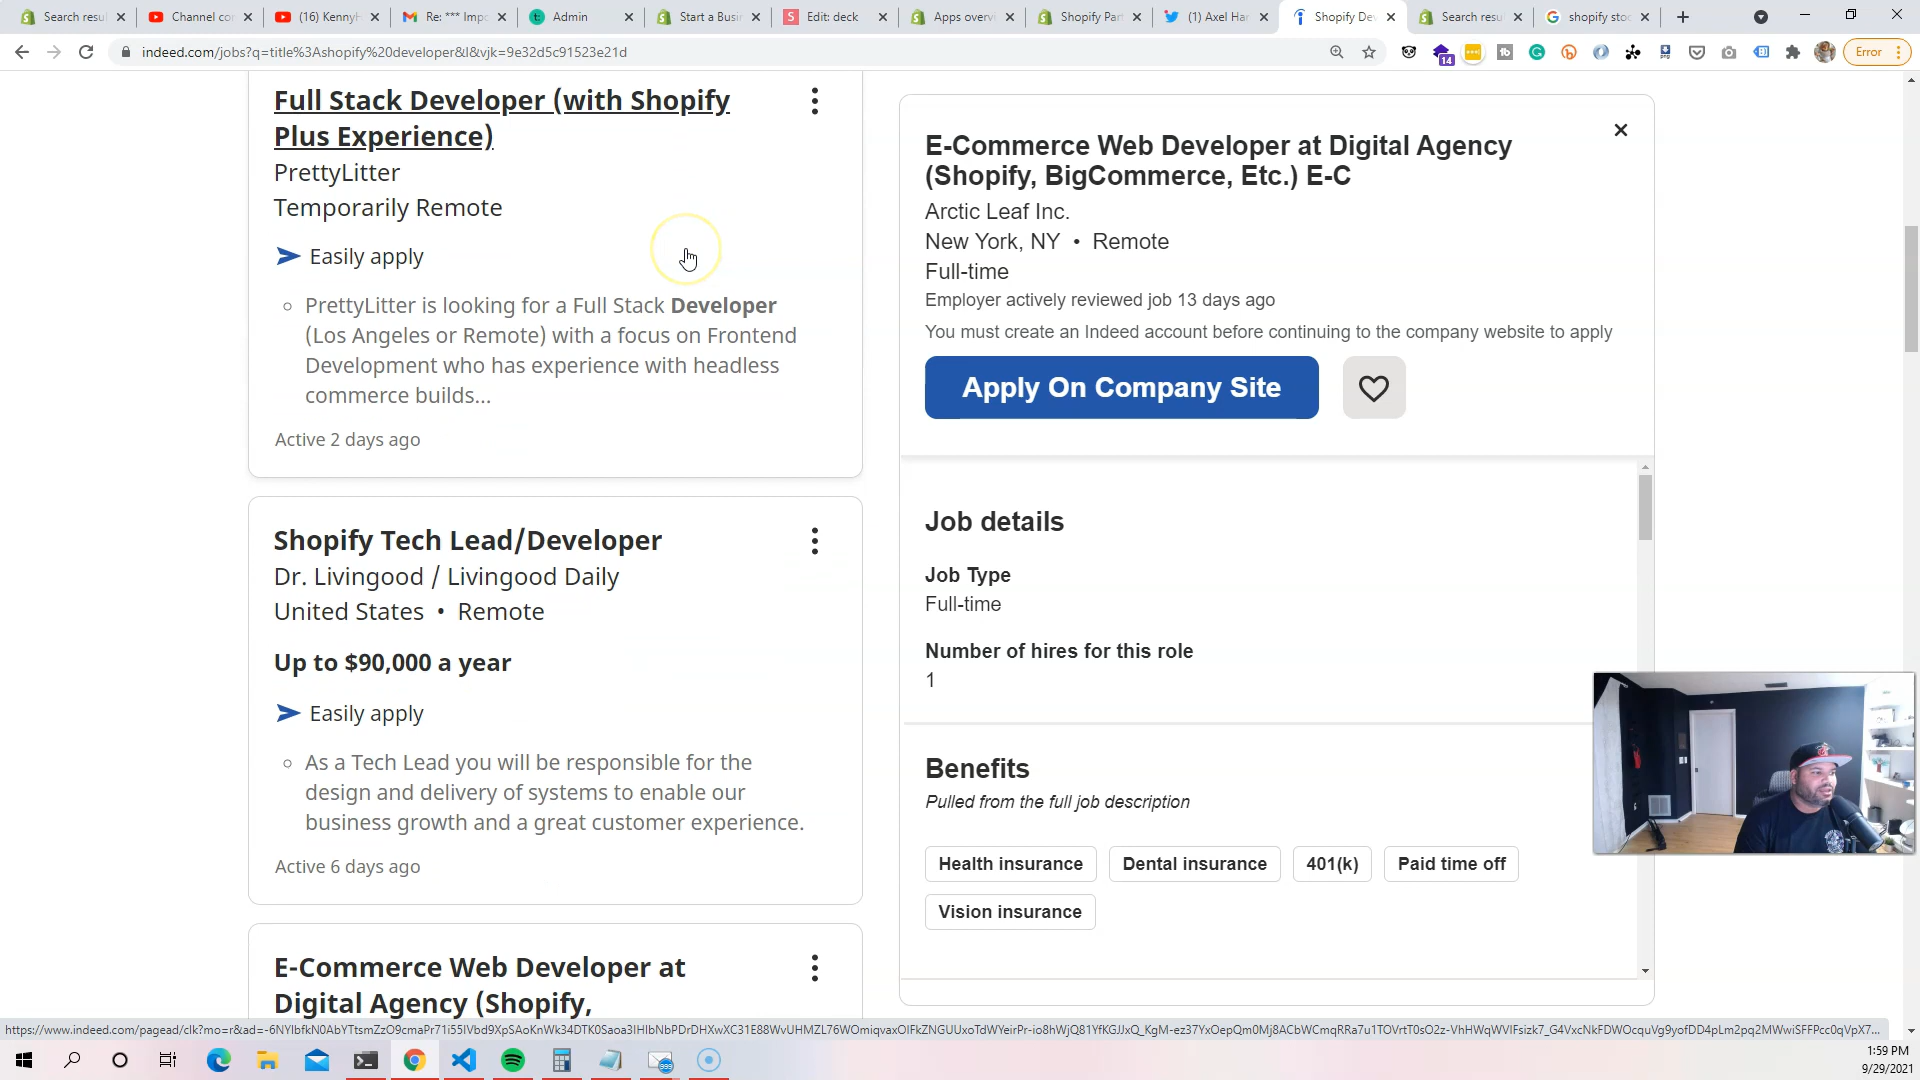 Search resu
Channel co
(16) KennyH
Re: *** Imp
Admin
Start a Busi
Edit: deck
Apps overv
Shopify Par
(1) Axel Har
Shopify Dev
Search resu
shopify sto
indeed.com/jobs?q=title%3Ashopify%20developer&l&vjk=9e32d5c91523e21d
14
Error
Full Stack Developer (with Shopify
Plus Experience)
PrettyLitter
Temporarily Remote
Easily apply
PrettyLitter is looking for a Full Stack Developer
(Los Angeles or Remote) with a focus on Frontend
Development who has experience with headless
commerce builds...
Active 2 days ago
Shopify Tech Lead/Developer
Dr. Livingood / Livingood Daily
United States • Remote
Up to $90,000 a year
Easily apply
As a Tech Lead you will be responsible for the
design and delivery of systems to enable our
business growth and a great customer experience.
Active 6 days ago
E-Commerce Web Developer at
Digital Agency (Shopify,
E-Commerce Web Developer at Digital Agency
(Shopify, BigCommerce, Etc.) E-C
Arctic Leaf Inc.
New York, NY • Remote
Full-time
Employer actively reviewed job 13 days ago
You must create an Indeed account before continuing to the company website to apply
Apply On Company Site
Job details
Job Type
Full-time
Number of hires for this role
1
Benefits
Pulled from the full job description
Health insurance
Dental insurance
401(k)
Paid time off
Vision insurance
1:59 PM
9/29/2021